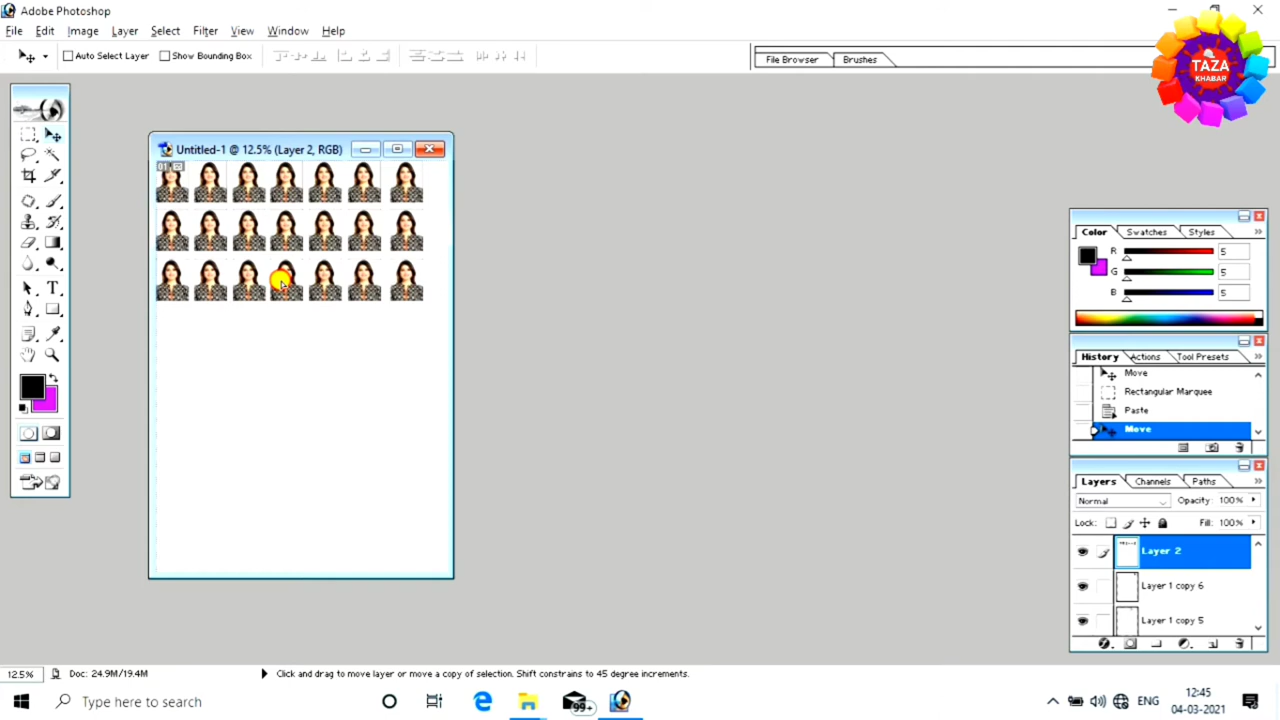 Adobe Photoshop
File Edit Image Layer Select Filter View Window Help
Auto Select Layer Show Bounding Box
File Browser Brushes
TAZA
KHABAR
Untitled-1 @ 12.5% (Layer 2, RGB)
Color Swatches Styles
R 5
G 5
B 5
History Actions Tool Presets
Move
Rectangular Marquee
Paste
Move
Layers Channels Paths
Normal Opacity: 100%
Lock: Fill: 100%
Layer 2
Layer 1 copy 6
Layer 1 copy 5
12.5% Doc: 24.9M/19.4M Click and drag to move layer or move a copy of selection. Shift constrains to 45 degree increments.
Type here to search
99+
ENG
12:45
04-03-2021